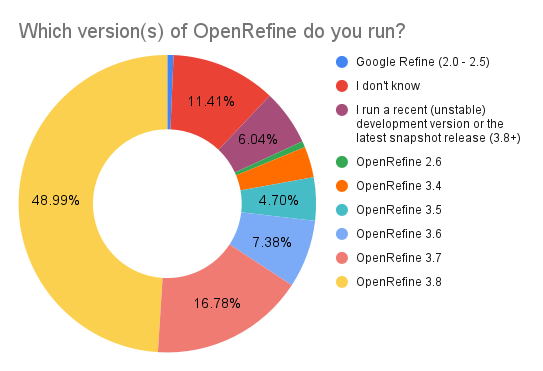 Which version(s) of OpenRefine do you run?
Google Refine (2.0 - 2.5)
I don't know
I run a recent (unstable)
development version or the
latest snapshot release (3.8+)
OpenRefine 2.6
OpenRefine 3.4
OpenRefine 3.5
OpenRefine 3.6
OpenRefine 3.7
OpenRefine 3.8
11.41%
6.04%
4.70%
7.38%
16.78%
48.99%